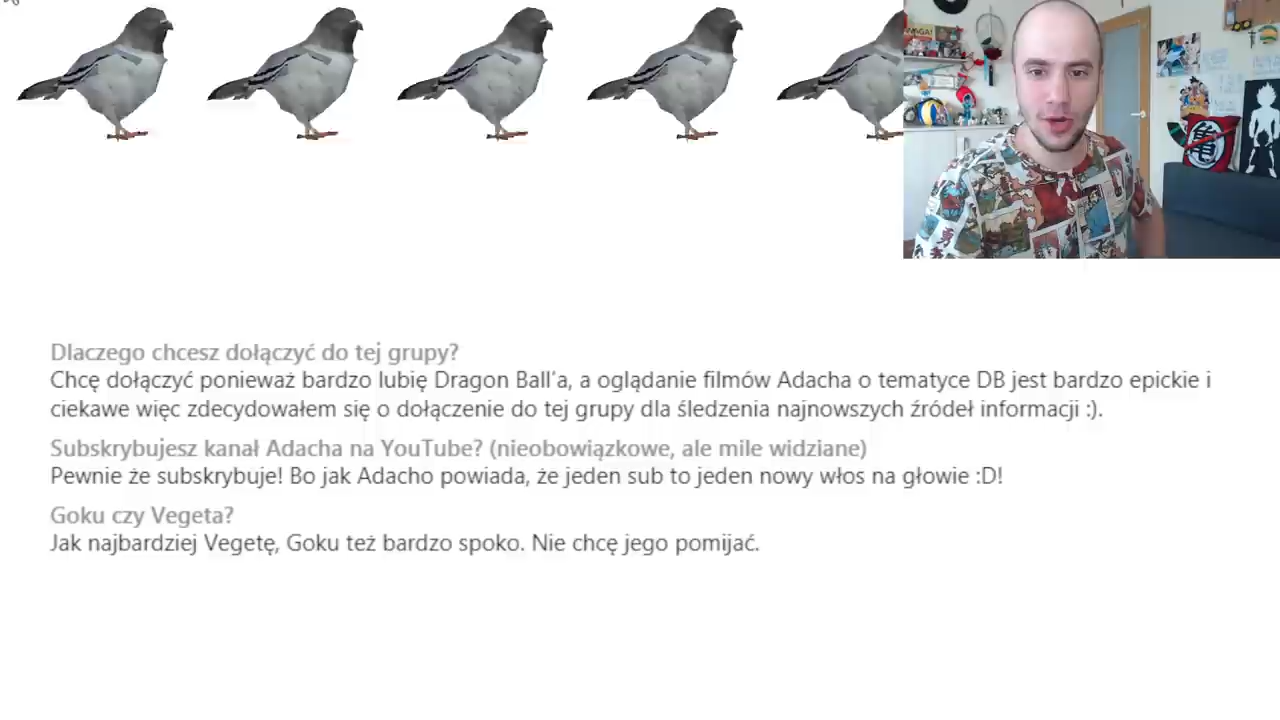 Dlaczego chcesz dołączyć do tej grupy?
Chcę dołączyć ponieważ bardzo lubię Dragon Ball'a, a oglądanie filmów Adacha o tematyce DB jest bardzo epickie i
ciekawe więc zdecydowałem się o dołączenie do tej grupy dla śledzenia najnowszych źródeł informacji :).
Subskrybujesz kanał Adacha na YouTube? (nieobowiązkowe, ale mile widziane)
Pewnie że subskrybuje! Bo jak Adacho powiada, że jeden sub to jeden nowy włos na głowie :D!
Goku czy Vegeta?
Jak najbardziej Vegetę, Goku też bardzo spoko. Nie chcę jego pomijać.
亀